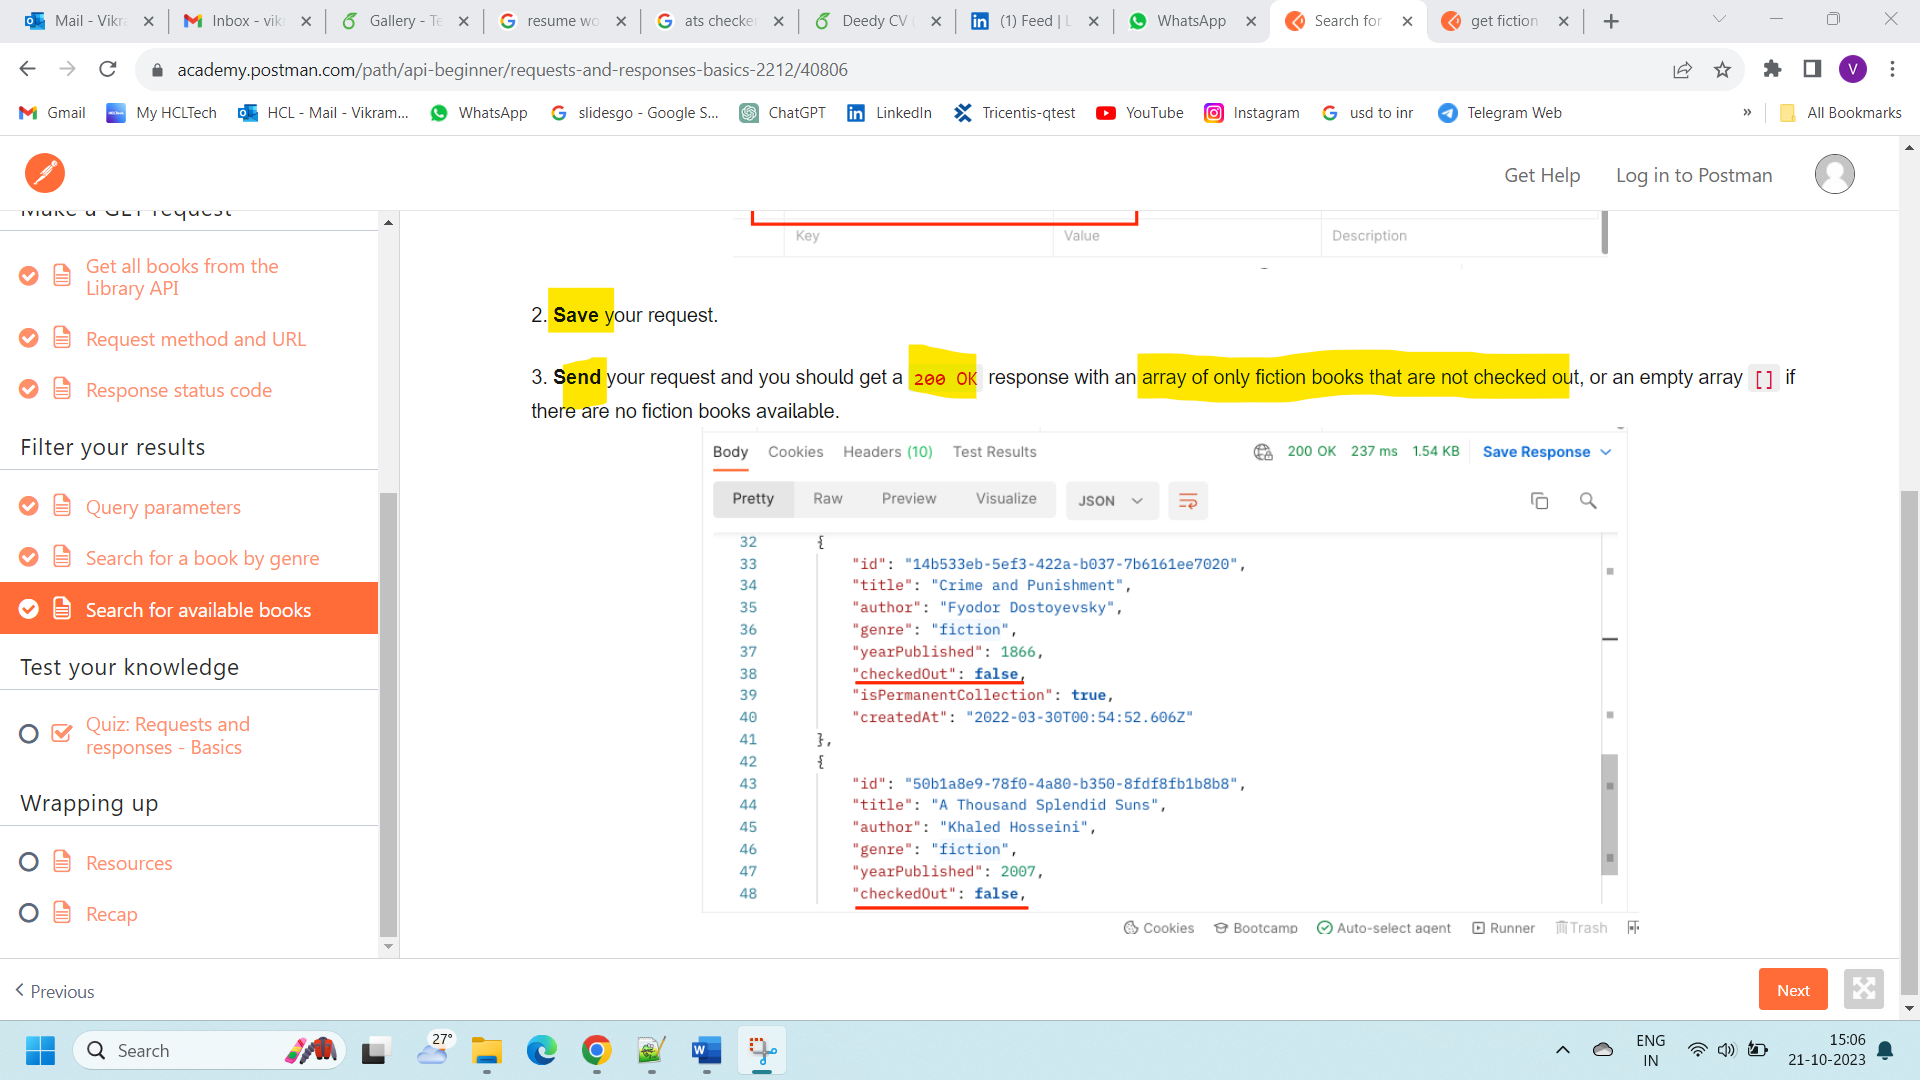 Mail - Vikra
Inbox - vik
Gallery - Te
resume wo
ats checke
Deedy CV (
(1) Feed | L
WhatsApp
Search for
get fiction
academy.postman.com/path/api-beginner/requests-and-responses-basics-2212/40806
V
Gmail
My HCLTech
HCL - Mail - Vikram...
WhatsApp
slidesgo - Google S...
ChatGPT
LinkedIn
Tricentis-qtest
YouTube
Instagram
usd to inr
Telegram Web
»
All Bookmarks
Get Help
Log in to Postman
Make a GET request
Get all books from the
Library API
Request method and URL
Response status code
Filter your results
Query parameters
Search for a book by genre
Search for available books
Test your knowledge
Quiz: Requests and
responses - Basics
Wrapping up
Resources
Recap
Key
Value
Description
2. Save your request.
3. Send your request and you should get a 200 OK response with an array of only fiction books that are not checked out, or an empty array [] if
there are no fiction books available.
Body
Cookies
Headers (10)
Test Results
200 OK
237 ms
1.54 KB
Save Response
Pretty
Raw
Preview
Visualize
JSON
32 {
33 "id": "14b533eb-5ef3-422a-b037-7b6161ee7020",
34 "title": "Crime and Punishment",
35 "author": "Fyodor Dostoyevsky",
36 "genre": "fiction",
37 "yearPublished": 1866,
38 "checkedOut": false,
39 "isPermanentCollection": true,
40 "createdAt": "2022-03-30T00:54:52.606Z"
41 },
42 {
43 "id": "50b1a8e9-78f0-4a80-b350-8fdf8fb1b8b8",
44 "title": "A Thousand Splendid Suns",
45 "author": "Khaled Hosseini",
46 "genre": "fiction",
47 "yearPublished": 2007,
48 "checkedOut": false,
Cookies
Bootcamp
Auto-select agent
Runner
Trash
Previous
Next
Search
27°
ENG
IN
15:06
21-10-2023